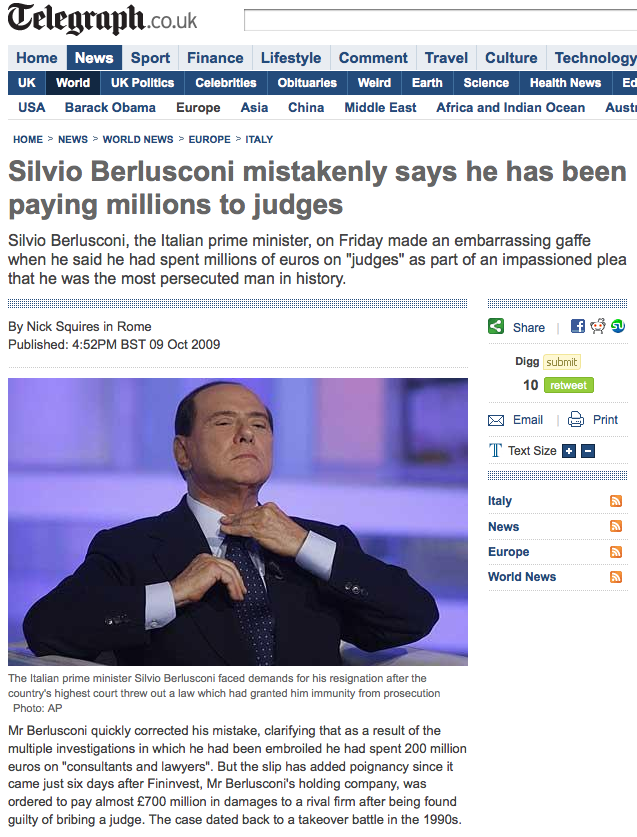 Telegraph.co.uk
Home News Sport Finance Lifestyle Comment Travel Culture Technology
UK World UK Politics Celebrities Obituaries Weird Earth Science Health News Ed
USA Barack Obama Europe Asia China Middle East Africa and Indian Ocean Austr
HOME > NEWS > WORLD NEWS > EUROPE > ITALY
Silvio Berlusconi mistakenly says he has been
paying millions to judges
Silvio Berlusconi, the Italian prime minister, on Friday made an embarrassing gaffe
when he said he had spent millions of euros on "judges" as part of an impassioned plea
that he was the most persecuted man in history.
By Nick Squires in Rome
Published: 4:52PM BST 09 Oct 2009
Share |
Digg submit
10 retweet
Email | Print
T Text Size + -
Italy
News
Europe
World News
The Italian prime minister Silvio Berlusconi faced demands for his resignation after the
country's highest court threw out a law which had granted him immunity from prosecution
Photo: AP
Mr Berlusconi quickly corrected his mistake, clarifying that as a result of the
multiple investigations in which he had been embroiled he had spent 200 million
euros on "consultants and lawyers". But the slip has added poignancy since it
came just six days after Fininvest, Mr Berlusconi's holding company, was
ordered to pay almost £700 million in damages to a rival firm after being found
guilty of bribing a judge. The case dated back to a takeover battle in the 1990s.